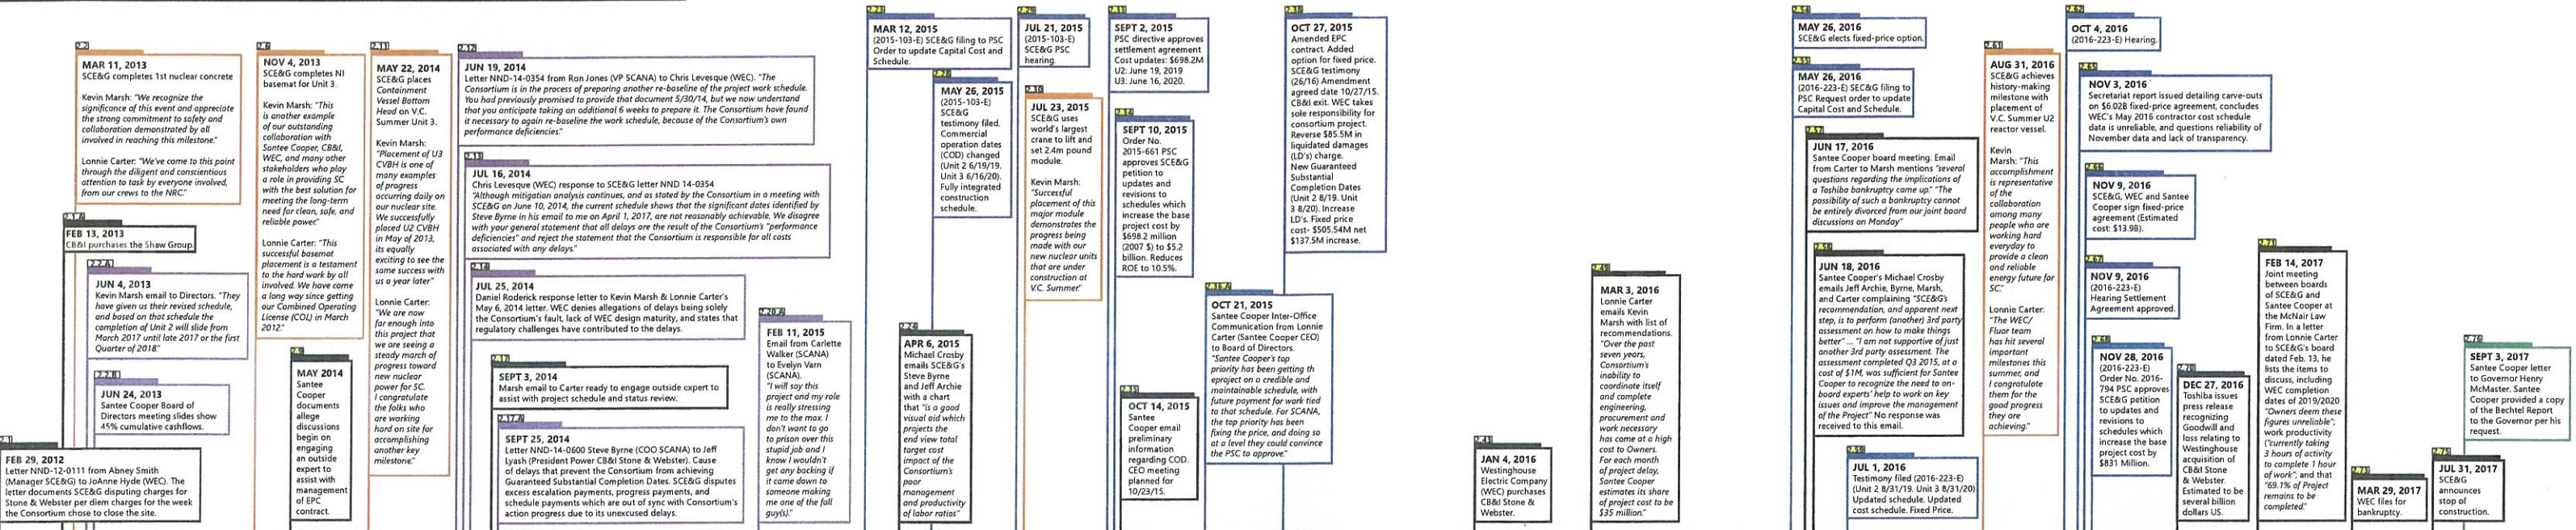 2.1
FEB 29, 2012
Letter NND-12-0111 from Abney Smith
(Manager SCE&G) to JoAnne Hyde (WEC). The
letter documents SCE&G disputing charges for
Stone & Webster per diem charges for the week
the Consortium chose to close the site.
2.1.A
FEB 13, 2013
CB&I purchases the Shaw Group.
2.2
MAR 11, 2013
SCE&G completes 1st nuclear concrete
Kevin Marsh: "We recognize the
significance of this event and appreciate
the strong commitment to safety and
collaboration demonstrated by all
involved in reaching this milestone."
Lonnie Carter: "We've come to this point
through the diligent and conscientious
attention to task by everyone involved,
from our crews to the NRC."
2.2.A
JUN 4, 2013
Kevin Marsh email to Directors. "They
have given us their revised schedule,
and based on that schedule the
completion of Unit 2 will slide from
March 2017 until late 2017 or the first
Quarter of 2018."
2.2.B
JUN 24, 2013
Santee Cooper Board of
Directors meeting slides show
45% cumulative cashflows.
2.6
NOV 4, 2013
SCE&G completes NI
basemat for Unit 3.
Kevin Marsh: "This
is another example
of our outstanding
collaboration with
Santee Cooper, CB&I,
WEC, and many other
stakeholders who play
a role in providing SC
with the best solution for
meeting the long-term
need for clean, safe, and
reliable power."
Lonnie Carter: "This
successful basemat
placement is a testament
to the hard work by all
involved. We have come
a long way since getting
our Combined Operating
License (COL) in March
2012."
2.9
MAY 2014
Santee
Cooper
documents
allege
discussions
begin on
engaging
an outside
expert to
assist with
management
of EPC
contract.
2.11
MAY 22, 2014
SCE&G places
Containment
Vessel Bottom
Head on V.C.
Summer Unit 3.
Kevin Marsh:
"Placement of U3
CVBH is one of
many examples
of progress
occurring daily on
our nuclear site.
We successfully
placed U2 CVBH
in May of 2013,
its equally
exciting to see the
same success with
us a year later"
Lonnie Carter:
"We are now
far enough into
this project that
we are seeing a
steady march of
progress toward
new nuclear
power for SC.
I congratulate
the folks who
are working
hard on site for
accomplishing
another key
milestone."
2.12
JUN 19, 2014
Letter NND-14-0354 from Ron Jones (VP SCANA) to Chris Levesque (WEC). "The
Consortium is in the process of preparing another re-baseline of the project work schedule.
You had previously promised to provide that document 5/30/14, but we now understand
that you anticipate taking an additional 6 weeks to prepare it. The Consortium have found
it necessary to again re-baseline the work schedule, because of the Consortium's own
performance deficiencies."
2.13
JUL 16, 2014
Chris Levesque (WEC) response to SCE&G letter NND 14-0354
"Although mitigation analysis continues, and as stated by the Consortium in a meeting with
SCE&G on June 10, 2014, the current schedule shows that the significant dates identified by
Steve Byrne in his email to me on April 1, 2017, are not reasonably achievable. We disagree
with your general statement that all delays are the result of the Consortium's "performance
deficiencies" and reject the statement that the Consortium is responsible for all costs
associated with any delays."
2.14
JUL 25, 2014
Daniel Roderick response letter to Kevin Marsh & Lonnie Carter's
May 6, 2014 letter. WEC denies allegations of delays being solely
the Consortium's fault, lack of WEC design maturity, and states that
regulatory challenges have contributed to the delays.
2.17
SEPT 3, 2014
Marsh email to Carter ready to engage outside expert to
assist with project schedule and status review.
2.17.A
SEPT 25, 2014
Letter NND-14-0600 Steve Byrne (COO SCANA) to Jeff
Lyash (President Power CB&I Stone & Webster). Cause
of delays that prevent the Consortium from achieving
Guaranteed Substantial Completion Dates. SCE&G disputes
excess escalation payments, progress payments, and
schedule payments which are out of sync with Consortium's
action progress due to its unexcused delays.
2.20.A
FEB 11, 2015
Email from Carlette
Walker (SCANA)
to Evelyn Varn
(SCANA).
"I will say this
project and my role
is really stressing
me to the max. I
don't want to go
to prison over this
stupid job and I
know I wouldn't
get any backing if
it came down to
someone making
me one of the fall
guy(s)."
2.23
MAR 12, 2015
(2015-103-E) SCE&G filing to PSC
Order to update Capital Cost and
Schedule.
2.24
APR 6, 2015
Michael Crosby
emails SCE&G's
Steve Byrne
and Jeff Archie
with a chart
that "is a good
visual aid which
projects the
end view total
target cost
impact of the
Consortium's
poor
management
and productivity
of labor ratios"
MAY 26, 2015
(2015-103-E)
SCE&G
testimony filed.
Commercial
operation dates
(COD) changed
(Unit 2 6/19/19.
Unit 3 6/16/20).
Fully integrated
construction
schedule.
JUL 21, 2015
(2015-103-E)
SCE&G PSC
hearing.
2.30
JUL 23, 2015
SCE&G uses
world's largest
crane to lift and
set 2.4m pound
module.
Kevin Marsh:
"Successful
placement of this
major module
demonstrates the
progress being
made with our
new nuclear units
that are under
construction at
V.C. Summer."
2.33
SEPT 2, 2015
PSC directive approves
settlement agreement
Cost updates: $698.2M
U2: June 19, 2019
U3: June 16, 2020.
2.34
SEPT 10, 2015
Order No.
2015-661 PSC
approves SCE&G
petition to
updates and
revisions to
schedules which
increase the base
project cost by
$698.2 million
(2007 $) to $5.2
billion. Reduces
ROE to 10.5%.
2.35
OCT 14, 2015
Santee
Cooper email
preliminary
information
regarding COD.
CEO meeting
planned for
10/23/15.
2.36.A
OCT 21, 2015
Santee Cooper Inter-Office
Communication from Lonnie
Carter (Santee Cooper CEO)
to Board of Directors.
"Santee Cooper's top
priority has been getting th
eproject on a credible and
maintainable schedule, with
future payment for work tied
to that schedule. For SCANA,
the top priority has been
fixing the price, and doing so
at a level they could convince
the PSC to approve."
2.38
OCT 27, 2015
Amended EPC
contract. Added
option for fixed price.
SCE&G testimony
(26/16) Amendment
agreed date 10/27/15.
CB&I exit. WEC takes
sole responsibility for
consortium project.
Reverse $85.5M in
liquidated damages
(LD's) charge.
New Guaranteed
Substantial
Completion Dates
(Unit 2 8/19. Unit
3 8/20). Increase
LD's. Fixed price
cost- $505.54M net
$137.5M increase.
2.43
JAN 4, 2016
Westinghouse
Electric Company
(WEC) purchases
CB&I Stone &
Webster.
2.49
MAR 3, 2016
Lonnie Carter
emails Kevin
Marsh with list of
recommendations.
"Over the past
seven years,
Consortium's
inability to
coordinate itself
and complete
engineering,
procurement and
work necessary
has come at a high
cost to Owners.
For each month
of project delay,
Santee Cooper
estimates its share
of project cost to be
$35 million."
2.54
MAY 26, 2016
SCE&G elects fixed-price option.
2.55
MAY 26, 2016
(2016-223-E) SEC&G filing to
PSC Request order to update
Capital Cost and Schedule.
2.57
JUN 17, 2016
Santee Cooper board meeting. Email
from Carter to Marsh mentions "several
questions regarding the implications of
a Toshiba bankruptcy came up." "The
possibility of such a bankruptcy cannot
be entirely divorced from our joint board
discussions on Monday"
2.58
JUN 18, 2016
Santee Cooper's Michael Crosby
emails Jeff Archie, Byrne, Marsh,
and Carter complaining "SCE&G's
recommendation, and apparent next
step, is to perform (another) 3rd party
assessment on how to make things
better" ... "I am not supportive of just
another 3rd party assessment. The
assessment completed Q3 2015, at a
cost of $1M, was sufficient for Santee
Cooper to recognize the need to on-
board experts' help to work on key
issues and improve the management
of the Project" No response was
received to this email.
2.59
JUL 1, 2016
Testimony filed (2016-223-E)
(Unit 2 8/31/19. Unit 3 8/31/20)
Updated schedule. Updated
cost schedule. Fixed Price.
2.61
AUG 31, 2016
SCE&G achieves
history-making
milestone with
placement of
V.C. Summer U2
reactor vessel.
Kevin
Marsh: "This
accomplishment
is representative
of the
collaboration
among many
people who are
working hard
everyday to
provide a clean
and reliable
energy future for
SC."
Lonnie Carter:
"The WEC/
Fluor team
has hit several
important
milestones this
summer, and
I congratulate
them for the
good progress
they are
achieving."
2.62
OCT 4, 2016
(2016-223-E) Hearing.
2.65
NOV 3, 2016
Secretariat report issued detailing carve-outs
on $6.02B fixed-price agreement, concludes
WEC's May 2016 contractor cost schedule
data is unreliable, and questions reliability of
November data and lack of transparency.
2.66
NOV 9, 2016
SCE&G, WEC and Santee
Cooper sign fixed-price
agreement (Estimated
cost: $13.9B).
2.67
NOV 9, 2016
(2016-223-E)
Hearing Settlement
Agreement approved.
2.68
NOV 28, 2016
(2016-223-E)
Order No. 2016-
794 PSC approves
SCE&G petition
to updates and
revisions to
schedules which
increase the base
project cost by
$831 Million.
2.70
DEC 27, 2016
Toshiba issues
press release
recognizing
Goodwill and
loss relating to
Westinghouse
acquisition of
CB&I Stone
& Webster.
Estimated to be
several billion
dollars US.
2.71
FEB 14, 2017
Joint meeting
between boards
of SCE&G and
Santee Cooper at
the McNair Law
Firm. In a letter
from Lonnie Carter
to SCE&G's board
dated Feb. 13, he
lists the items to
discuss, including
WEC completion
dates of 2019/2020
"Owners deem these
figures unreliable";
work productivity
("currently taking
3 hours of activity
to complete 1 hour
of work"; and that
"69.1% of Project
remains to be
completed."
2.73
MAR 29, 2017
WEC files for
bankruptcy.
2.75
JUL 31, 2017
SCE&G
announces
stop of
construction.
2.76
SEPT 3, 2017
Santee Cooper letter
to Governor Henry
McMaster. Santee
Cooper provided a copy
of the Bechtel Report
to the Governor per his
request.